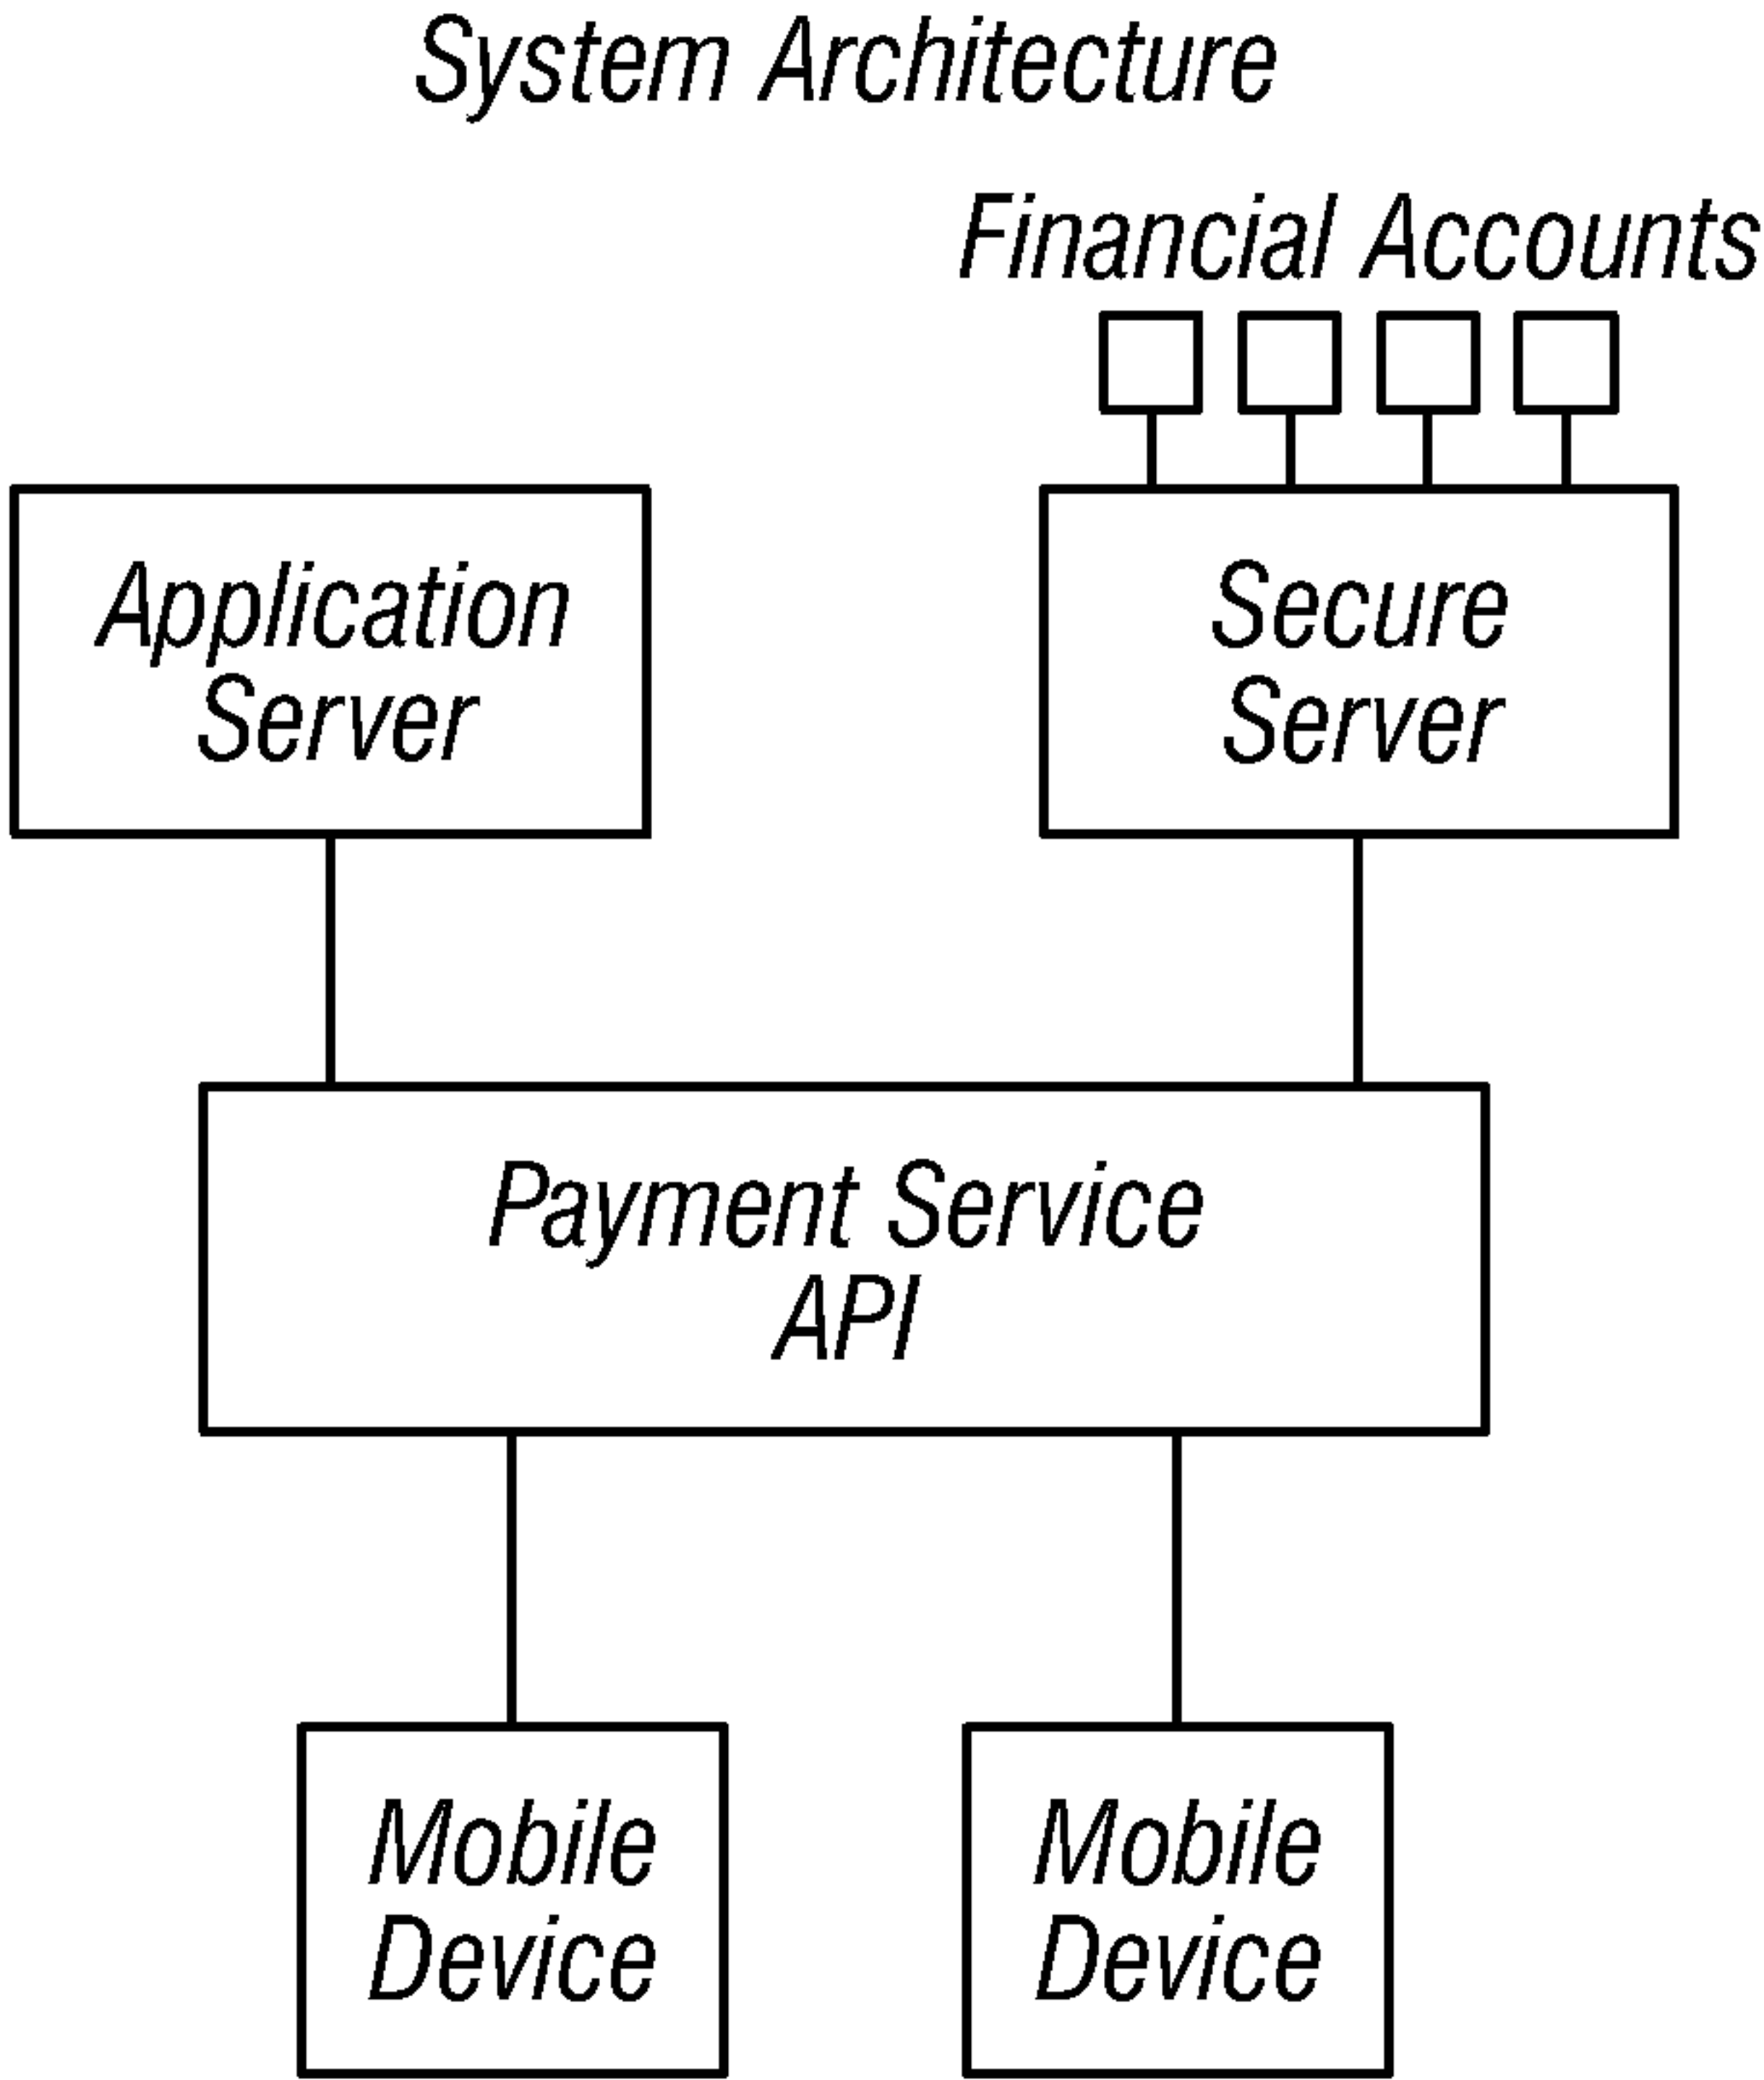 System Architecture
Financial Accounts
Application
Server
Secure
Server
Payment Service
API
Mobile
Device
Mobile
Device